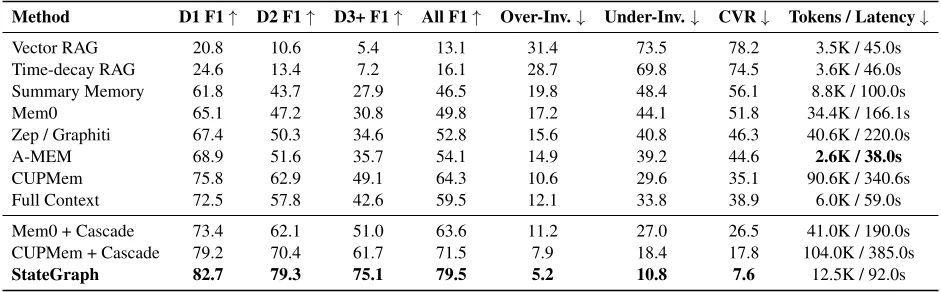 Method D1 F1 ↑ D2 F1 ↑ D3+ F1 ↑ All F1 ↑ Over-Inv. ↓ Under-Inv. ↓ CVR ↓ Tokens / Latency ↓
Vector RAG 20.8 10.6 5.4 13.1 31.4 73.5 78.2 3.5K / 45.0s
Time-decay RAG 24.6 13.4 7.2 16.1 28.7 69.8 74.5 3.6K / 46.0s
Summary Memory 61.8 43.7 27.9 46.5 19.8 48.4 56.1 8.8K / 100.0s
Mem0 65.1 47.2 30.8 49.8 17.2 44.1 51.8 34.4K / 166.1s
Zep / Graphiti 67.4 50.3 34.6 52.8 15.6 40.8 46.3 40.6K / 220.0s
A-MEM 68.9 51.6 35.7 54.1 14.9 39.2 44.6 2.6K / 38.0s
CUPMem 75.8 62.9 49.1 64.3 10.6 29.6 35.1 90.6K / 340.6s
Full Context 72.5 57.8 42.6 59.5 12.1 33.8 38.9 6.0K / 59.0s
Mem0 + Cascade 73.4 62.1 51.0 63.6 11.2 27.0 26.5 41.0K / 190.0s
CUPMem + Cascade 79.2 70.4 61.7 71.5 7.9 18.4 17.8 104.0K / 385.0s
StateGraph 82.7 79.3 75.1 79.5 5.2 10.8 7.6 12.5K / 92.0s